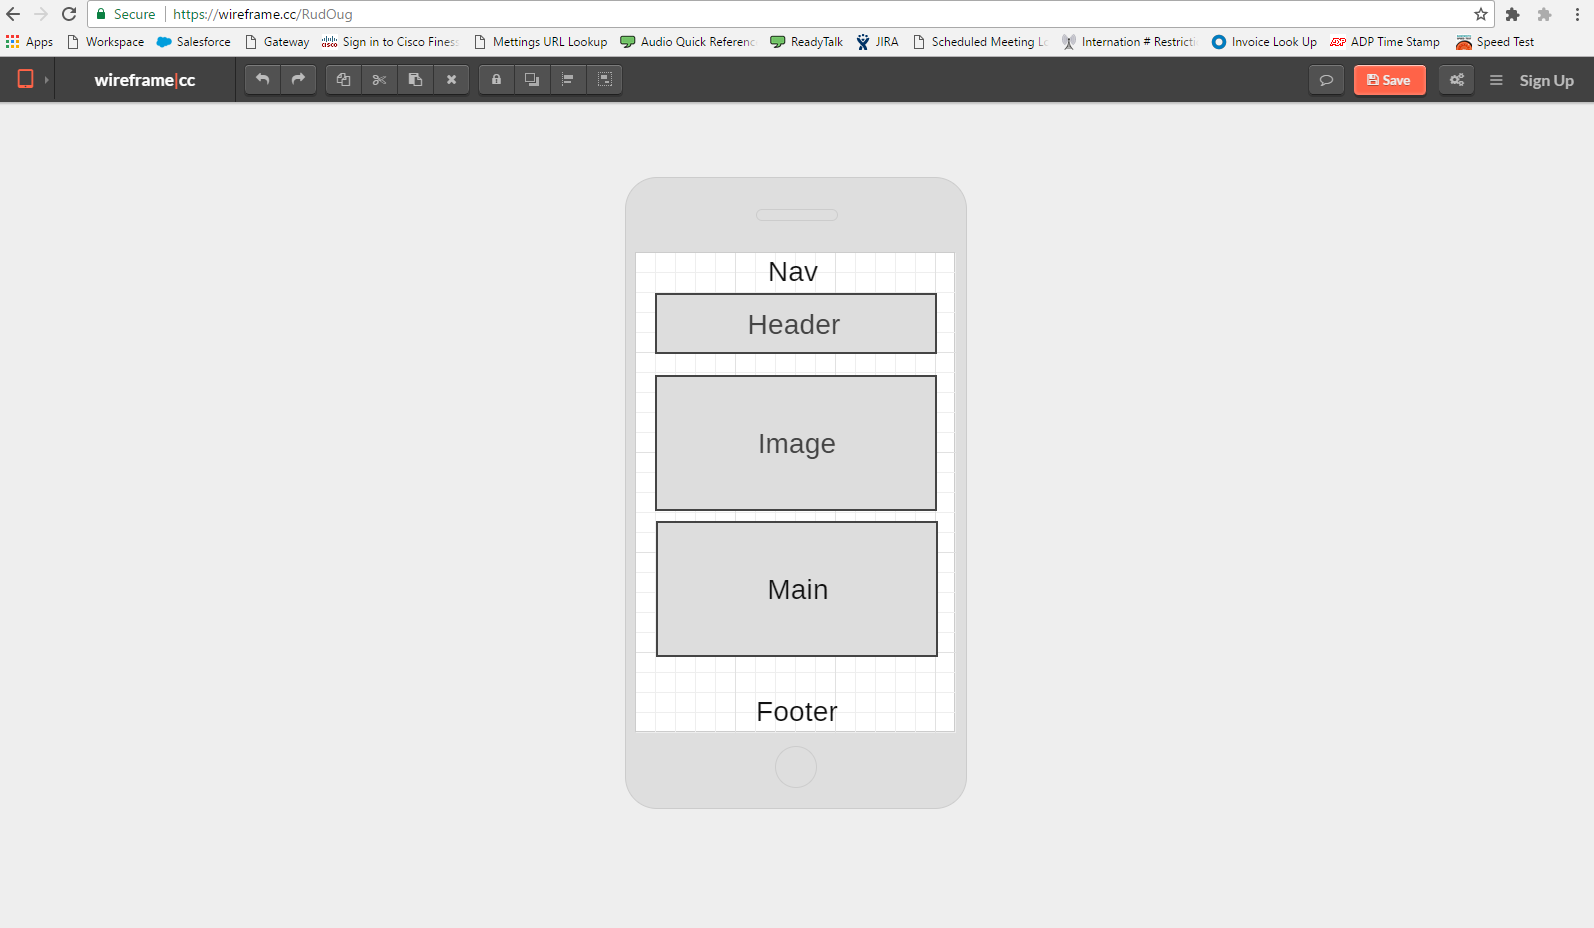 Secure https://wireframe.cc/RudOug
Apps Workspace Salesforce Gateway Sign in to Cisco Finess Mettings URL Lookup Audio Quick Referenc ReadyTalk JIRA Scheduled Meeting Lo Internation # Restricti Invoice Look Up ADP Time Stamp Speed Test
wireframe|cc Save Sign Up
Nav
Header
Image
Main
Footer